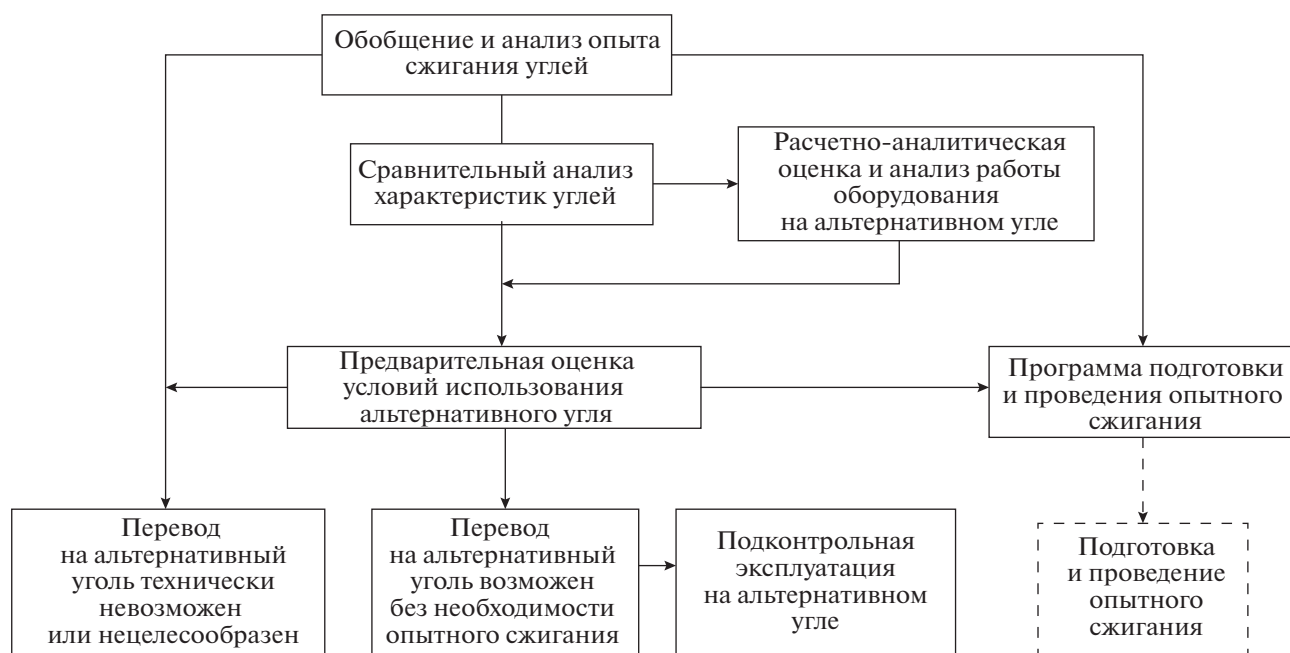 Обобщение и анализ опыта
сжигания углей
Сравнительный анализ
характеристик углей
Расчетно-аналитическая
оценка и анализ работы
оборудования
на альтернативном угле
Предварительная оценка
условий использования
альтернативного угля
Программа подготовки
и проведения опытного
сжигания
Перевод
на альтернативный
уголь технически
невозможен
или нецелесообразен
Перевод
на альтернативный
уголь возможен
без необходимости
опытного сжигания
Подконтрольная
эксплуатация
на альтернативном
угле
Подготовка
и проведение
опытного
сжигания